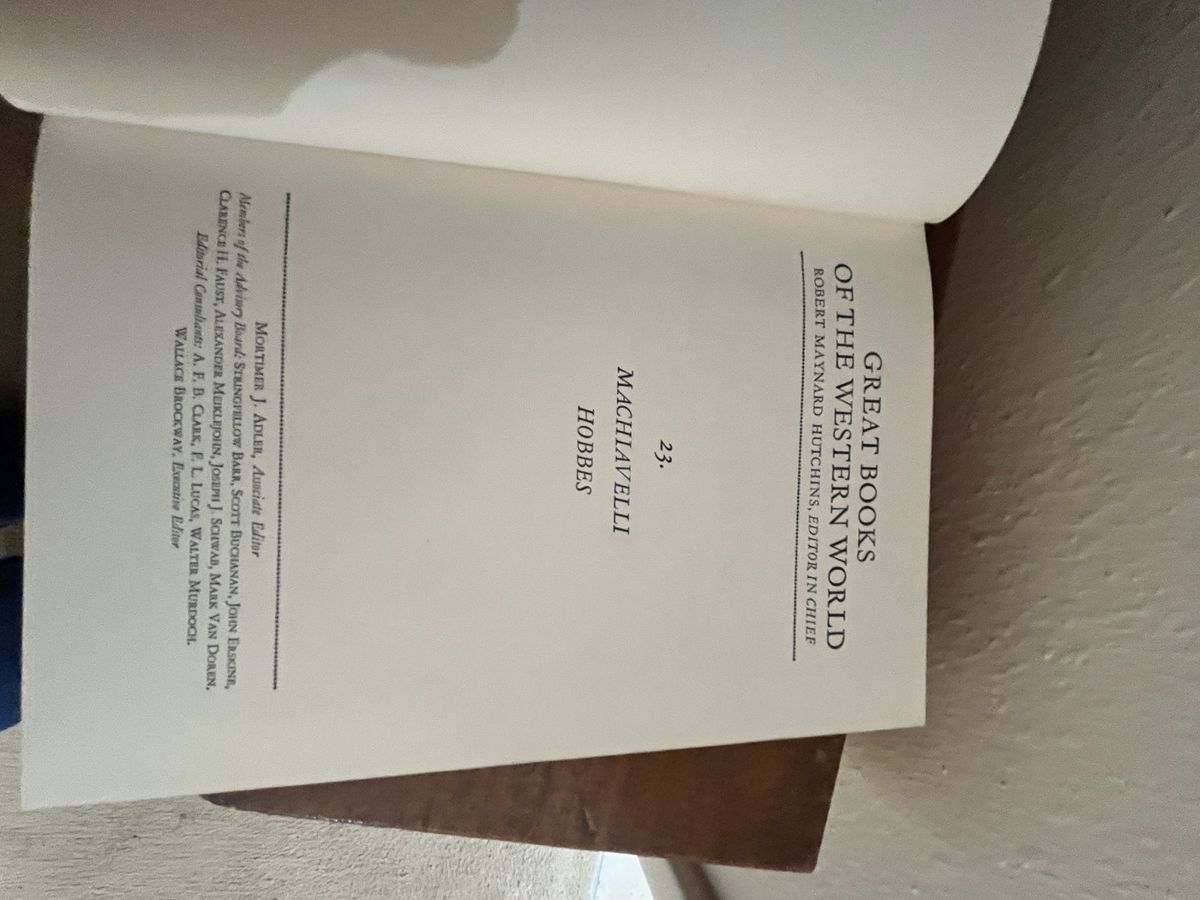 GREAT BOOKS
OF THE WESTERN WORLD
ROBERT MAYNARD HUTCHINS, EDITOR IN CHIEF
23.
MACHIAVELLI
HOBBES
MORTIMER J. ADLER, Associate Editor
Members of the Advisory Board: STRINGFELLOW BARR, SCOTT BUCHANAN, JOHN ERSKINE,
CLARENCE H. FAUST, ALEXANDER MEIKLEJOHN, JOSEPH J. SCHWAB, MARK VAN DOREN.
Editorial Consultants: A. F. B. CLARK, F. L. LUCAS, WALTER MURDOCH.
WALLACE BROCKWAY, Executive Editor